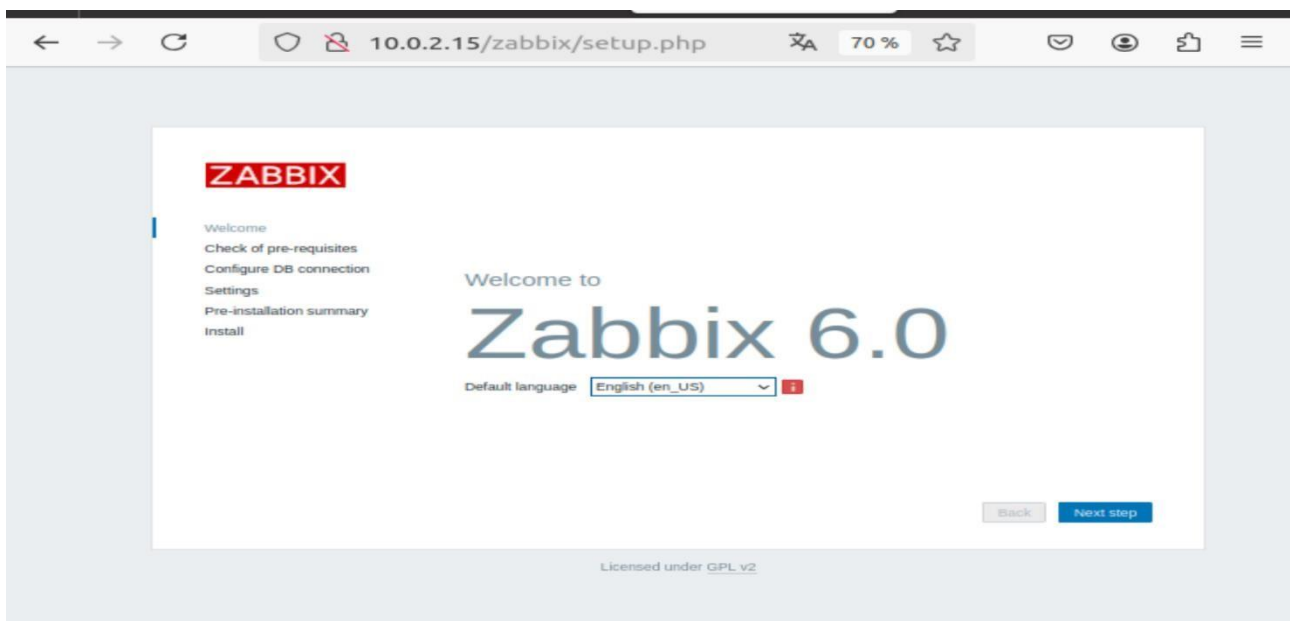 10.0.2.15/zabbix/setup.php 70 %
ZABBIX
Welcome
Check of pre-requisites
Configure DB connection
Settings
Pre-installation summary
Install
Welcome to
Zabbix 6.0
Default language English (en_US) i
Back Next step
Licensed under GPL v2